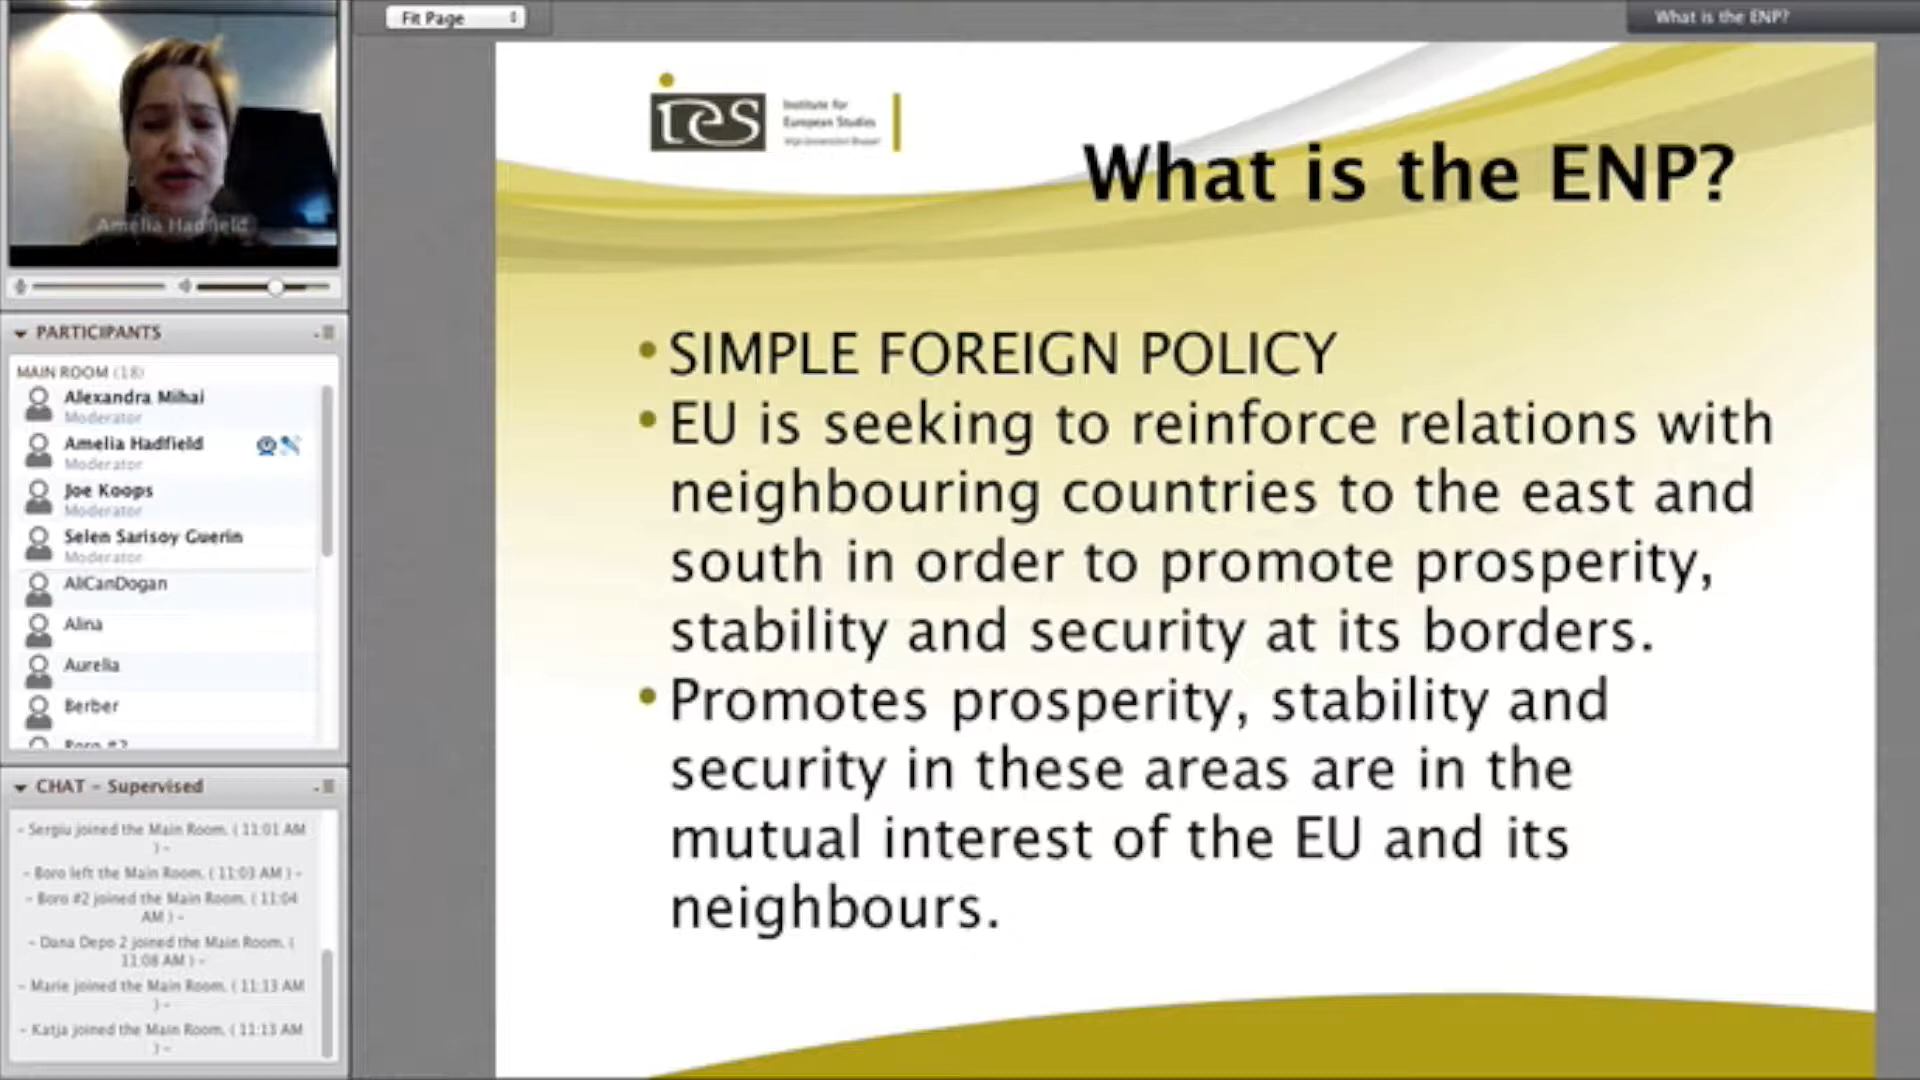 Fit Page
What is the ENP?
Amelia Hadfield
PARTICIPANTS
MAIN ROOM (18)
Alexandra Mihai
Moderator
Amelia Hadfield
Moderator
Joe Koops
Moderator
Selen Sarisoy Guerin
Moderator
AliCanDogan
Alina
Aurelia
Berber
Boro #2
CHAT - Supervised
- Sergiu joined the Main Room. ( 11:01 AM
) -
- Boro left the Main Room. ( 11:03 AM ) -
- Boro #2 joined the Main Room. ( 11:04
AM ) -
- Dana Depo 2 joined the Main Room. (
11:08 AM ) -
- Marie joined the Main Room. ( 11:13 AM
) -
- Katja joined the Main Room. ( 11:13 AM
) -
ies
Institute for
European Studies
What is the ENP?
• SIMPLE FOREIGN POLICY
• EU is seeking to reinforce relations with
neighbouring countries to the east and
south in order to promote prosperity,
stability and security at its borders.
• Promotes prosperity, stability and
security in these areas are in the
mutual interest of the EU and its
neighbours.